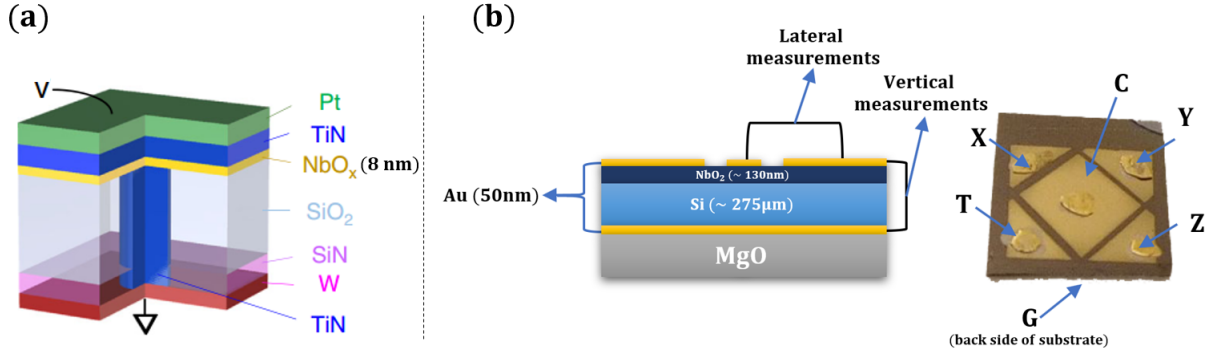 (a)
V
Pt
TiN
NbOₓ (8 nm)
SiO₂
SiN
W
TiN
(b)
Lateral
measurements
Vertical
measurements
Au (50nm)
NbO₂ (~ 130nm)
Si (~ 275μm)
MgO
C
Y
X
T
Z
G
(back side of substrate)